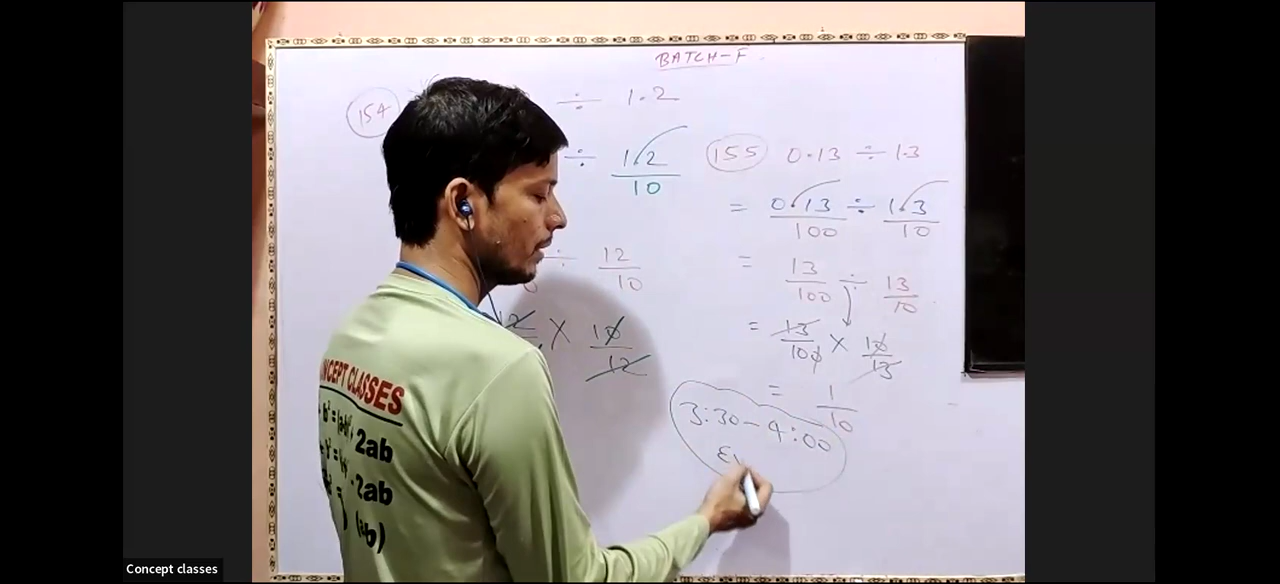 BATCH-F
154
÷ 1.2
÷ 12/10
÷ 12/10
12 × 10/12
155 0.13 ÷ 1.3
= 0.13/100 ÷ 1.3/10
= 13/100 ÷ 13/10
= 13/100 × 10/13
= 1/10
3:30-4:00
CONCEPT CLASSES
2ab
2ab
Concept classes